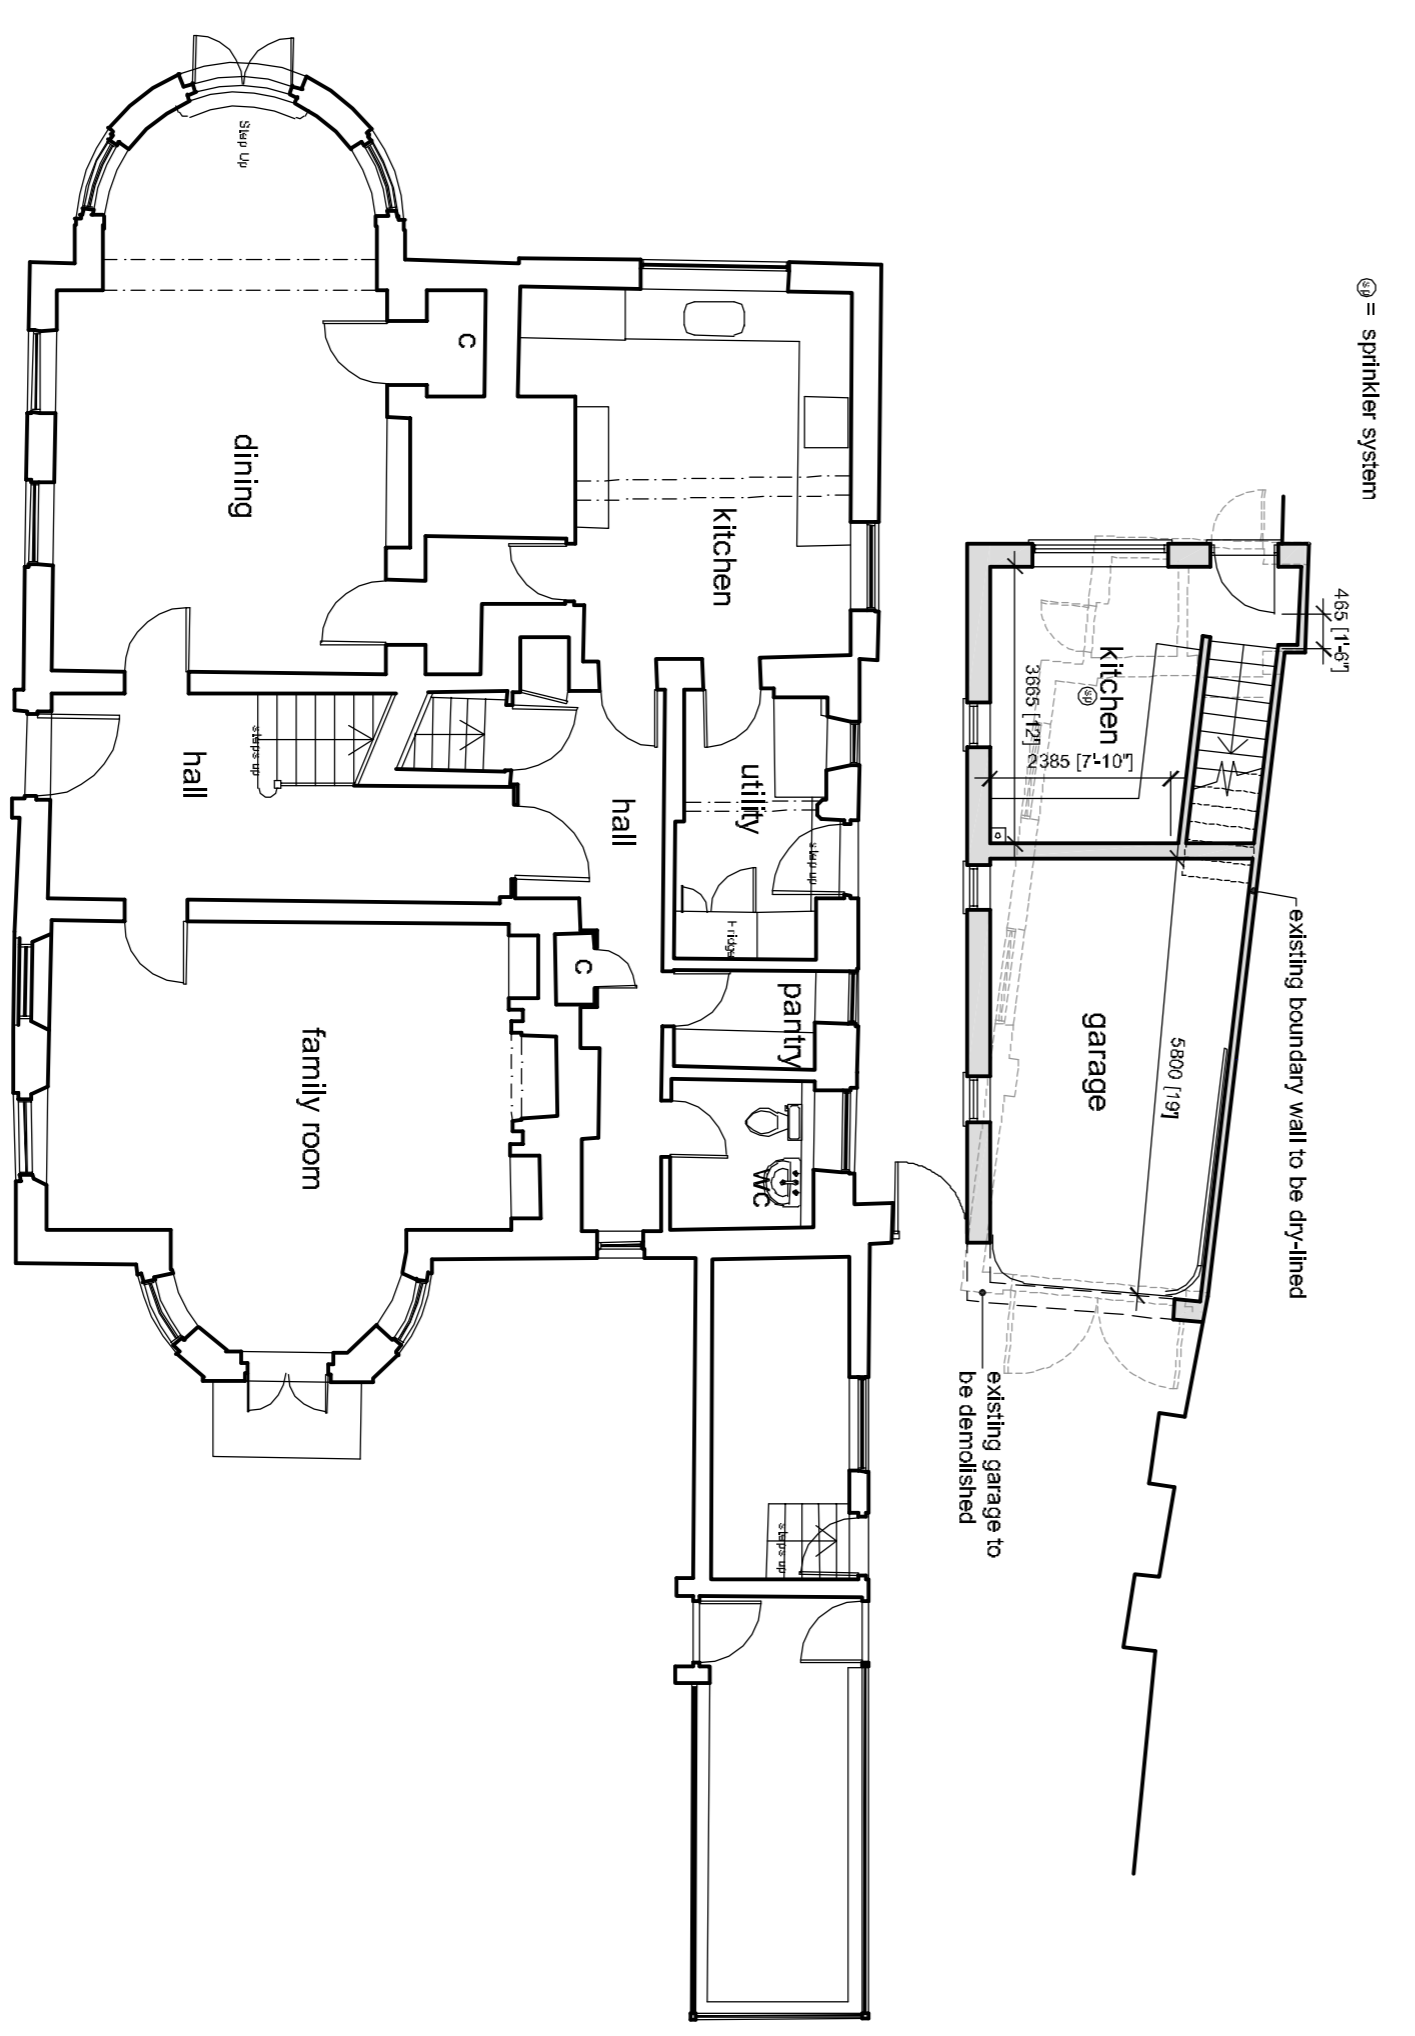 sp = sprinkler system
465 [1'-6"]
existing boundary wall to be dry-lined
kitchen
sp
3665 [12']
2385 [7'-10"]
garage
5800 [19']
existing garage to
be demolished
Step Up
C
dining
kitchen
utility
step up
Fridge
pantry
WC
hall
steps up
hall
C
family room
steps up